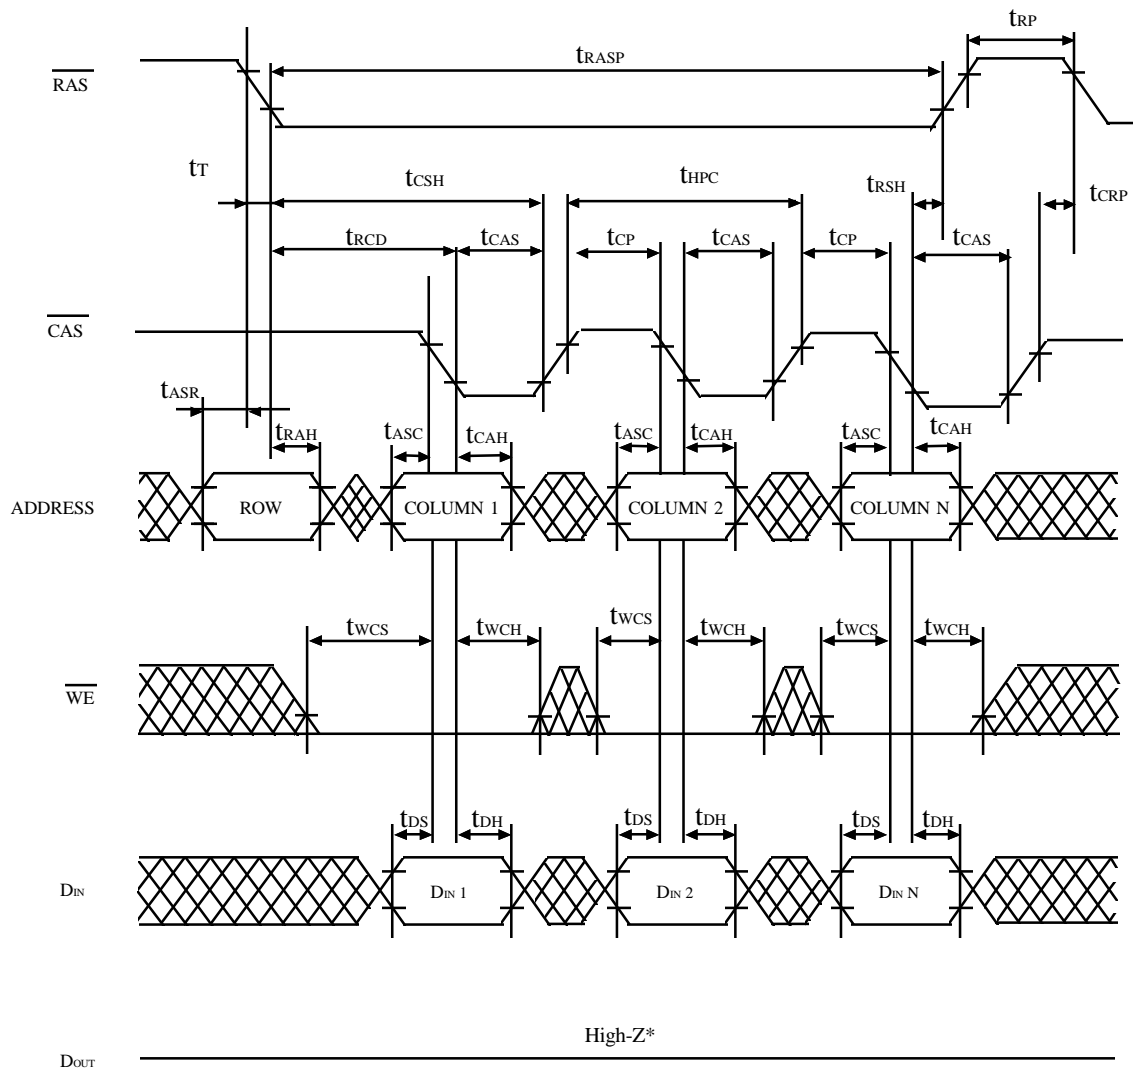 tRP
tRASP
RAS
tT
tCSH
tHPC
tRSH
tCRP
tRCD
tCAS
tCP
tCAS
tCP
tCAS
CAS
tASR
tRAH
tASC
tCAH
tASC
tCAH
tASC
tCAH
ADDRESS
ROW
COLUMN 1
COLUMN 2
COLUMN N
tWCS
tWCH
tWCS
tWCH
tWCS
tWCH
WE
tDS
tDH
tDS
tDH
tDS
tDH
DIN
DIN 1
DIN 2
DIN N
High-Z*
DOUT